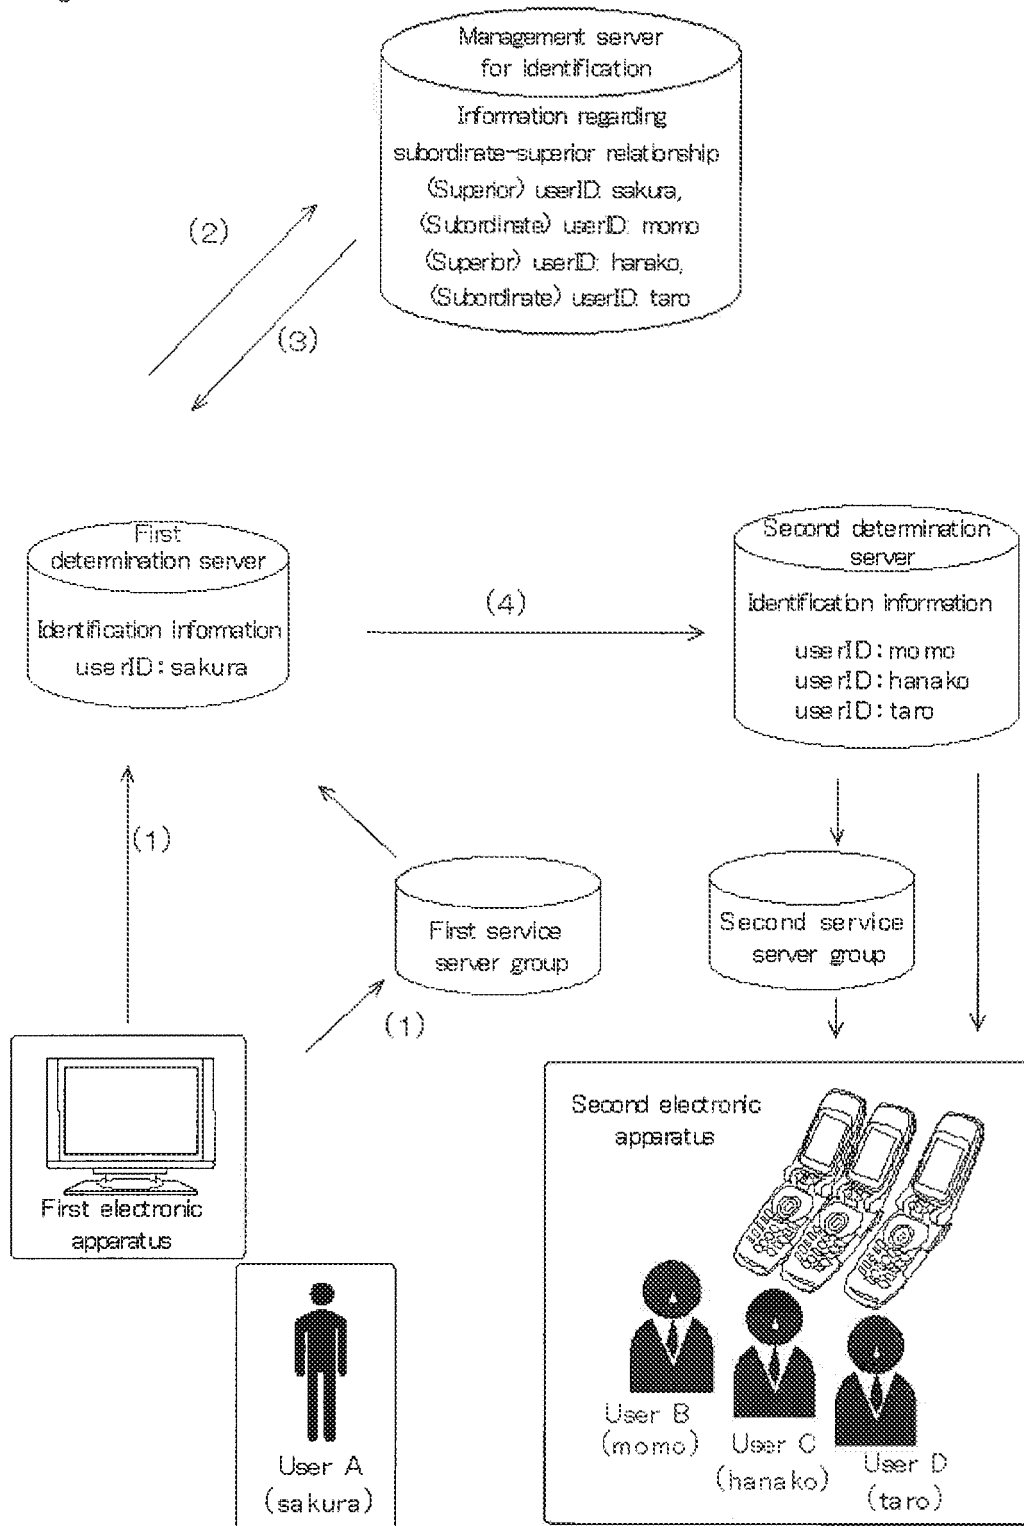 Management server
for identification
Information regarding
subordinate-superior relationship
(Superior) userID: sakura,
(Subordinate) userID: momo
(Superior) userID: hanako,
(Subordinate) userID: taro
(2)
(3)
First
determination server
Identification information
userID:sakura
(4)
Second determination
server
Identification information
userID:momo
userID:hanako
userID:taro
(1)
First service
server group
(1)
Second service
server group
First electronic
apparatus
User A
(sakura)
Second electronic
apparatus
User B
(momo)
User C
(hanako)
User D
(taro)